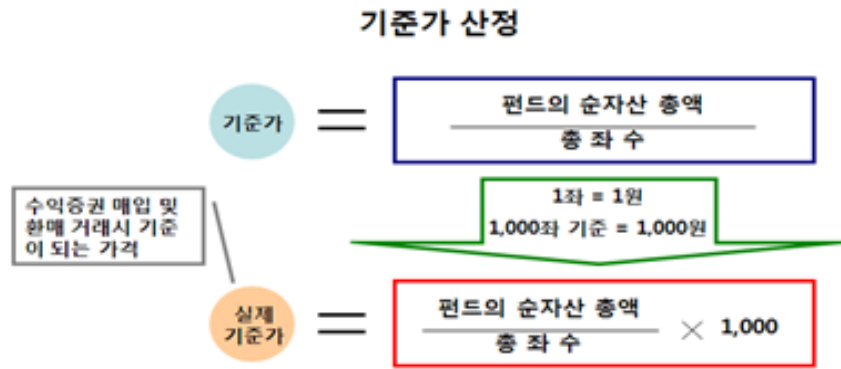 기준가 산정
기준가
=
펀드의 순자산 총액
총 좌 수
1좌 = 1원
1,000좌 기준 = 1,000원
수익증권 매입 및
환매 거래시 기준
이 되는 가격
실제
기준가
=
펀드의 순자산 총액
총 좌 수
× 1,000